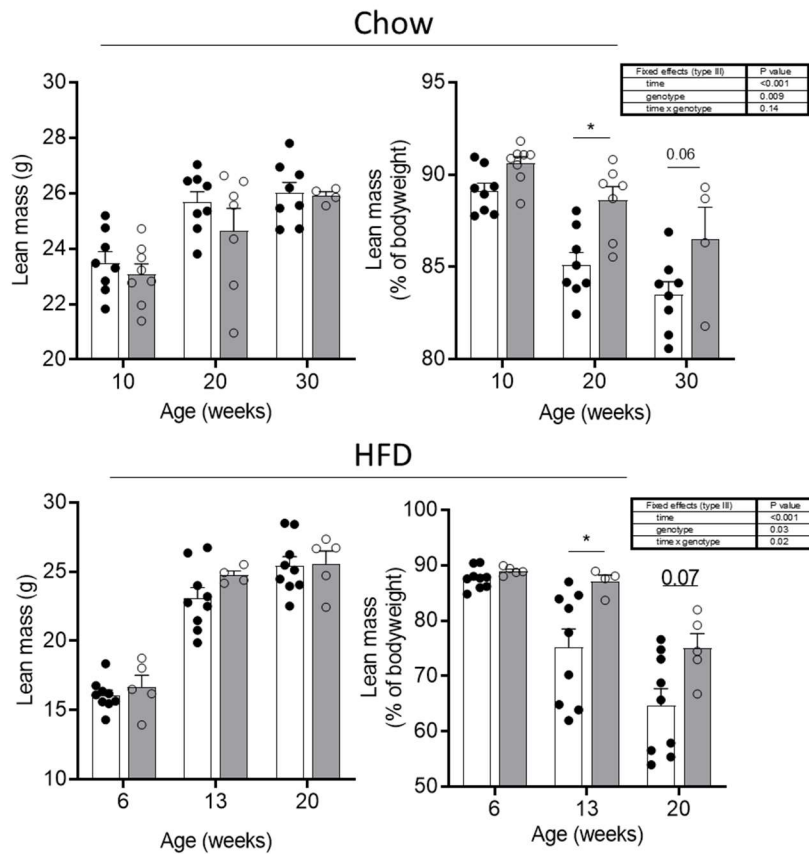 Chow
Lean mass (g)
30
28
26
24
22
20
10
20
30
Age (weeks)
Lean mass
(% of bodyweight)
95
90
85
80
*
0.06
10
20
30
Age (weeks)
Fixed effects (type III) P value
time <0.001
genotype 0.009
time x genotype 0.14
HFD
Lean mass (g)
30
25
20
15
10
6
13
20
Age (weeks)
Lean mass
(% of bodyweight)
100
90
80
70
60
50
*
0.07
6
13
20
Age (weeks)
Fixed effects (type III) P value
time <0.001
genotype 0.03
time x genotype 0.02